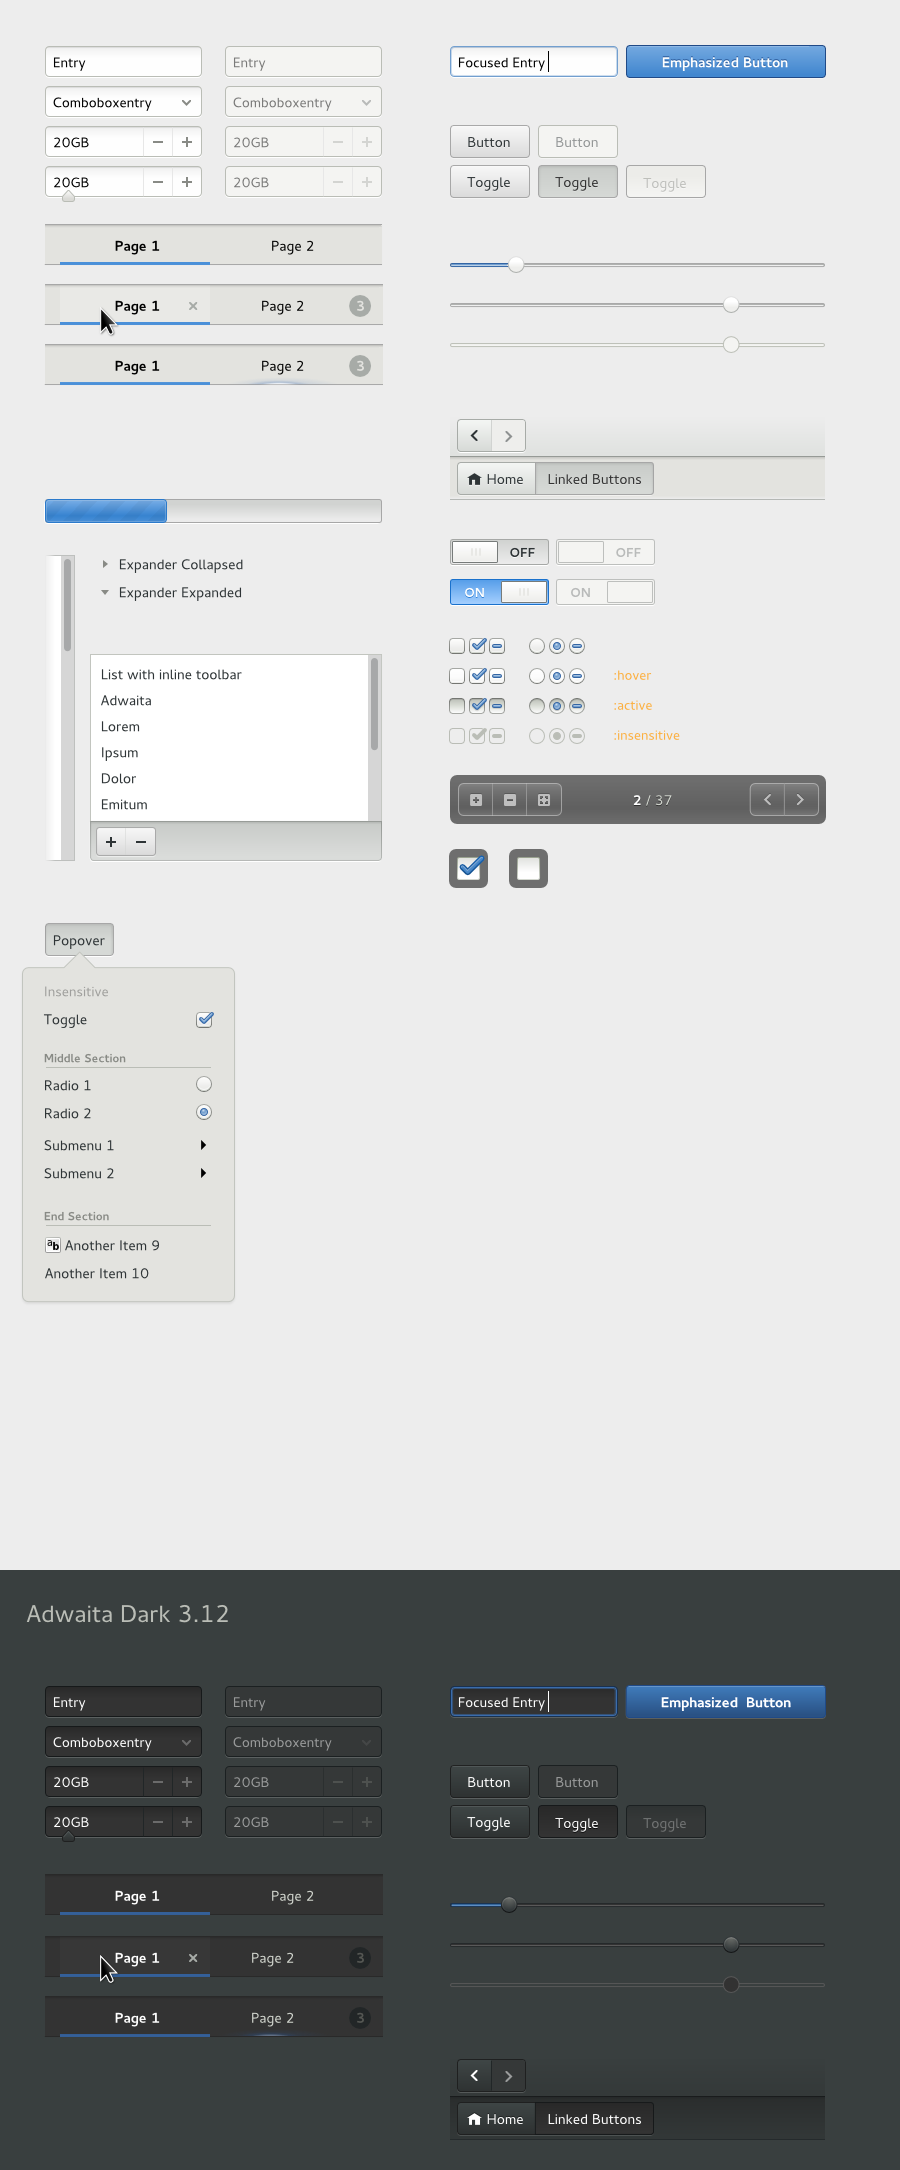 Entry
Entry
Focused Entry
Emphasized Button
Comboboxentry
Comboboxentry
20GB
20GB
Button
Button
20GB
20GB
Toggle
Toggle
Toggle
Page 1
Page 2
Page 1
Page 2
3
Page 1
Page 2
3
Home
Linked Buttons
OFF
OFF
ON
ON
Expander Collapsed
Expander Expanded
List with inline toolbar
Adwaita
Lorem
Ipsum
Dolor
Emitum
:hover
:active
:insensitive
2 / 37
Popover
Insensitive
Toggle
Middle Section
Radio 1
Radio 2
Submenu 1
Submenu 2
End Section
ab Another Item 9
Another Item 10
Adwaita Dark 3.12
Entry
Entry
Focused Entry
Emphasized Button
Comboboxentry
Comboboxentry
20GB
20GB
Button
Button
20GB
20GB
Toggle
Toggle
Toggle
Page 1
Page 2
Page 1
Page 2
3
Page 1
Page 2
3
Home
Linked Buttons